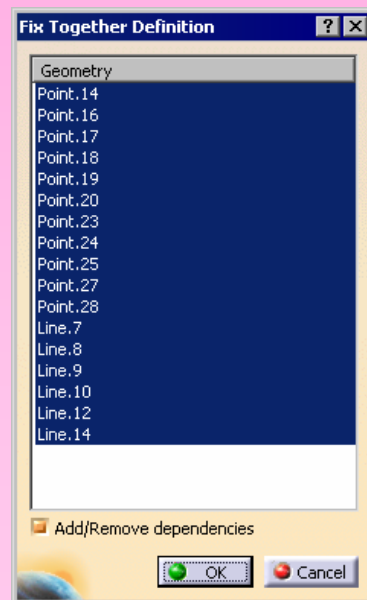 Fix Together Definition
Geometry
Point.14
Point.16
Point.17
Point.18
Point.19
Point.20
Point.23
Point.24
Point.25
Point.27
Point.28
Line.7
Line.8
Line.9
Line.10
Line.12
Line.14
Add/Remove dependencies
OK Cancel